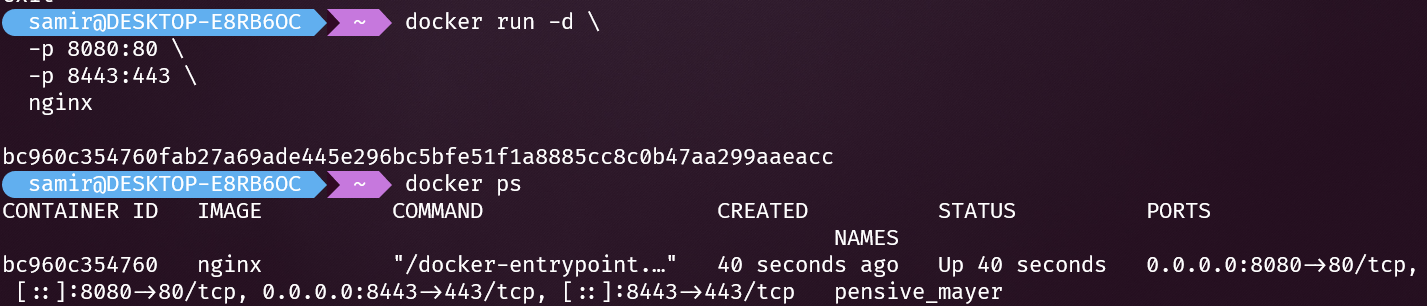 exit
samir@DESKTOP-E8RB6OC ~ docker run -d \
-p 8080:80 \
-p 8443:443 \
nginx
bc960c354760fab27a69ade445e296bc5bfe51f1a8885cc8c0b47aa299aaeacc
samir@DESKTOP-E8RB6OC ~ docker ps
CONTAINER ID IMAGE COMMAND CREATED STATUS PORTS
NAMES
bc960c354760 nginx "/docker-entrypoint.…" 40 seconds ago Up 40 seconds 0.0.0.0:8080->80/tcp,
[::]:8080->80/tcp, 0.0.0.0:8443->443/tcp, [::]:8443->443/tcp pensive_mayer